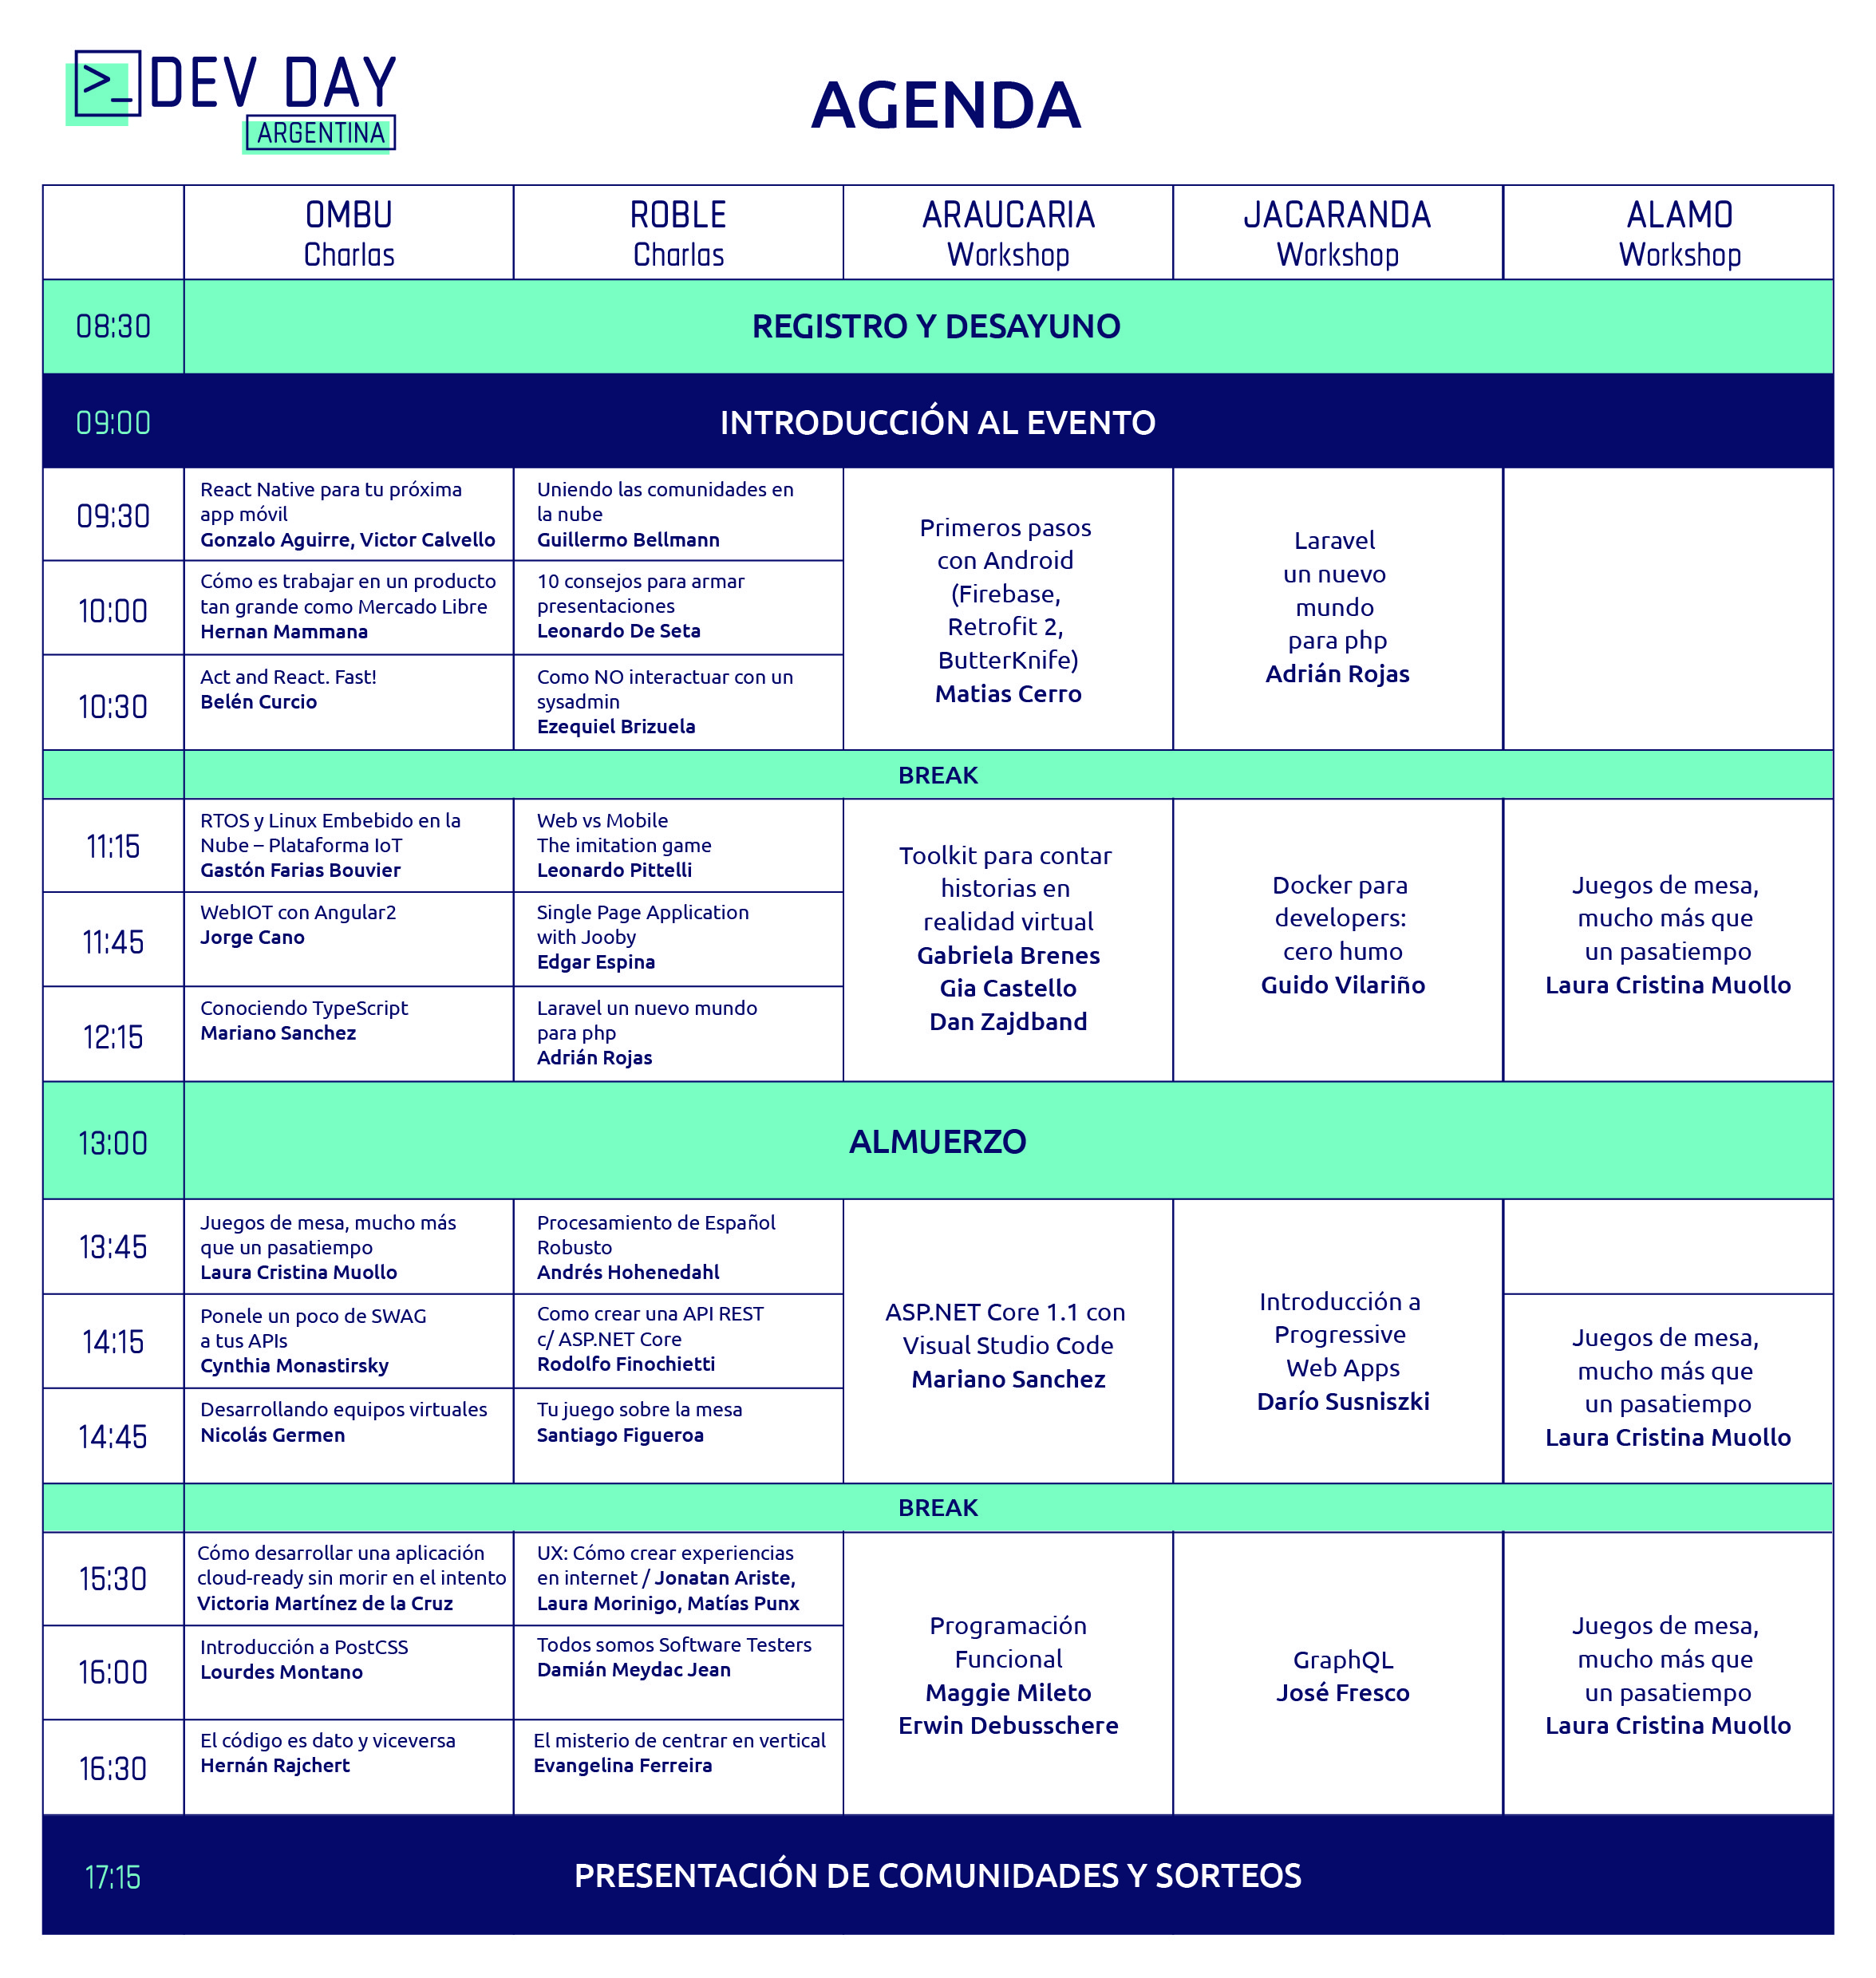 >_DEV DAY
ARGENTINA
AGENDA
OMBU
Charlas
ROBLE
Charlas
ARAUCARIA
Workshop
JACARANDA
Workshop
ALAMO
Workshop
08:30
REGISTRO Y DESAYUNO
09:00
INTRODUCCIÓN AL EVENTO
09:30
React Native para tu próxima
app móvil
Gonzalo Aguirre, Victor Calvello
Uniendo las comunidades en
la nube
Guillermo Bellmann
Primeros pasos
con Android
(Firebase,
Retrofit 2,
ButterKnife)
Matias Cerro
Laravel
un nuevo
mundo
para php
Adrián Rojas
10:00
Cómo es trabajar en un producto
tan grande como Mercado Libre
Hernan Mammana
10 consejos para armar
presentaciones
Leonardo De Seta
10:30
Act and React. Fast!
Belén Curcio
Como NO interactuar con un
sysadmin
Ezequiel Brizuela
BREAK
11:15
RTOS y Linux Embebido en la
Nube – Plataforma IoT
Gastón Farias Bouvier
Web vs Mobile
The imitation game
Leonardo Pittelli
Toolkit para contar
historias en
realidad virtual
Gabriela Brenes
Gia Castello
Dan Zajdband
Docker para
developers:
cero humo
Guido Vilariño
Juegos de mesa,
mucho más que
un pasatiempo
Laura Cristina Muollo
11:45
WebIOT con Angular2
Jorge Cano
Single Page Application
with Jooby
Edgar Espina
12:15
Conociendo TypeScript
Mariano Sanchez
Laravel un nuevo mundo
para php
Adrián Rojas
13:00
ALMUERZO
13:45
Juegos de mesa, mucho más
que un pasatiempo
Laura Cristina Muollo
Procesamiento de Español
Robusto
Andrés Hohenedahl
ASP.NET Core 1.1 con
Visual Studio Code
Mariano Sanchez
Introducción a
Progressive
Web Apps
Darío Susniszki
14:15
Ponele un poco de SWAG
a tus APIs
Cynthia Monastirsky
Como crear una API REST
c/ ASP.NET Core
Rodolfo Finochietti
Juegos de mesa,
mucho más que
un pasatiempo
Laura Cristina Muollo
14:45
Desarrollando equipos virtuales
Nicolás Germen
Tu juego sobre la mesa
Santiago Figueroa
BREAK
15:30
Cómo desarrollar una aplicación
cloud-ready sin morir en el intento
Victoria Martínez de la Cruz
UX: Cómo crear experiencias
en internet / Jonatan Ariste,
Laura Morinigo, Matías Punx
Programación
Funcional
Maggie Mileto
Erwin Debusschere
GraphQL
José Fresco
Juegos de mesa,
mucho más que
un pasatiempo
Laura Cristina Muollo
16:00
Introducción a PostCSS
Lourdes Montano
Todos somos Software Testers
Damián Meydac Jean
16:30
El código es dato y viceversa
Hernán Rajchert
El misterio de centrar en vertical
Evangelina Ferreira
17:15
PRESENTACIÓN DE COMUNIDADES Y SORTEOS